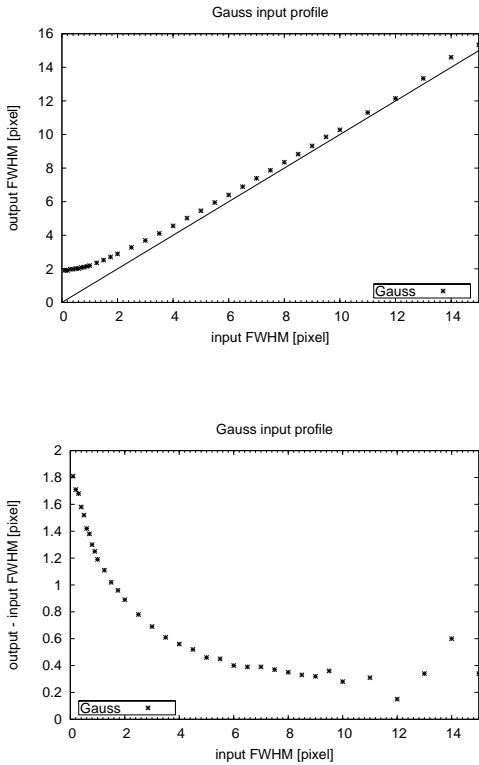 Gauss input profile
16
14
12
10
8
6
4
2
0
output FWHM [pixel]
Gauss
0 2 4 6 8 10 12 14
input FWHM [pixel]
Gauss input profile
2
1.8
1.6
1.4
1.2
1
0.8
0.6
0.4
0.2
0
output - input FWHM [pixel]
Gauss
0 2 4 6 8 10 12 14
input FWHM [pixel]